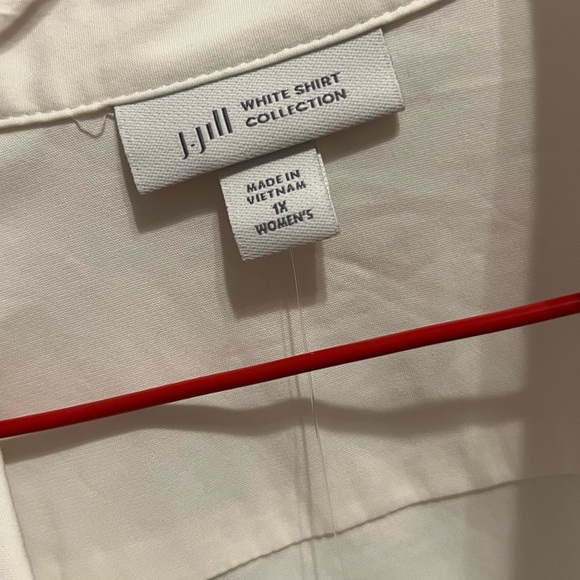 J.Jill WHITE SHIRT
COLLECTION
MADE IN
VIETNAM
1X
WOMEN'S